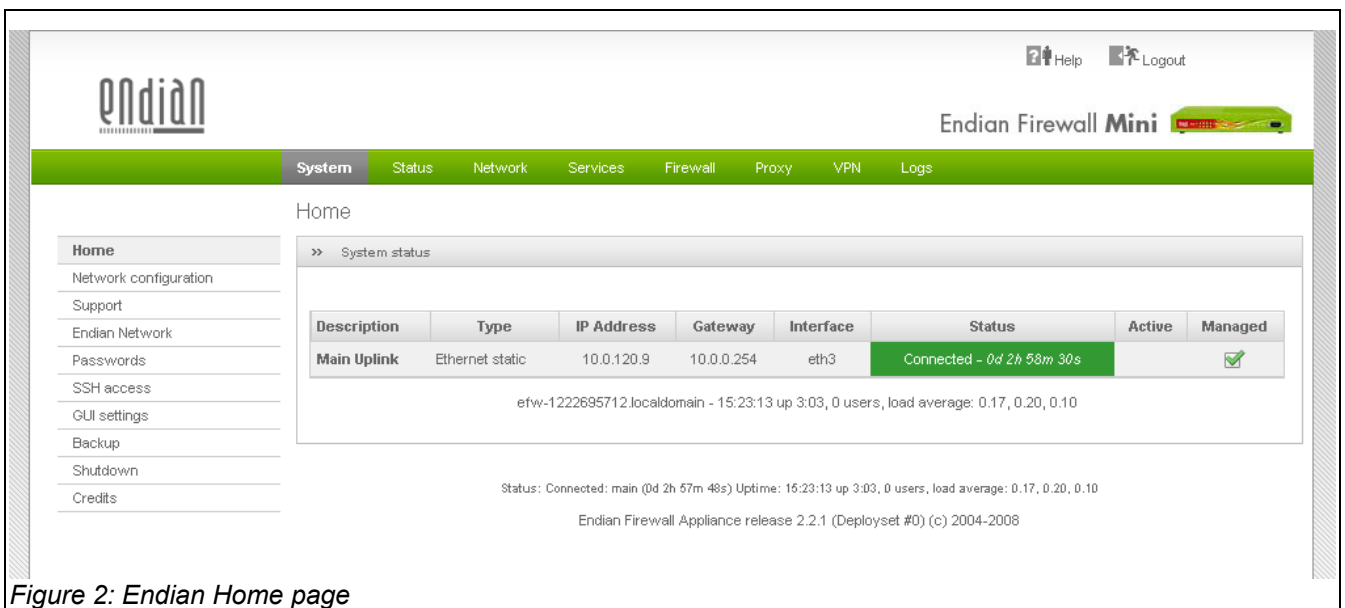 Help Logout
endian
Endian Firewall Mini
System Status Network Services Firewall Proxy VPN Logs
Home
Home
Network configuration
Support
Endian Network
Passwords
SSH access
GUI settings
Backup
Shutdown
Credits
>> System status
Description Type IP Address Gateway Interface Status Active Managed
Main Uplink Ethernet static 10.0.120.9 10.0.0.254 eth3 Connected - 0d 2h 58m 30s
efw-1222695712.localdomain - 15:23:13 up 3:03, 0 users, load average: 0.17, 0.20, 0.10
Status: Connected: main (0d 2h 57m 48s) Uptime: 15:23:13 up 3:03, 0 users, load average: 0.17, 0.20, 0.10
Endian Firewall Appliance release 2.2.1 (Deployset #0) (c) 2004-2008
Figure 2: Endian Home page